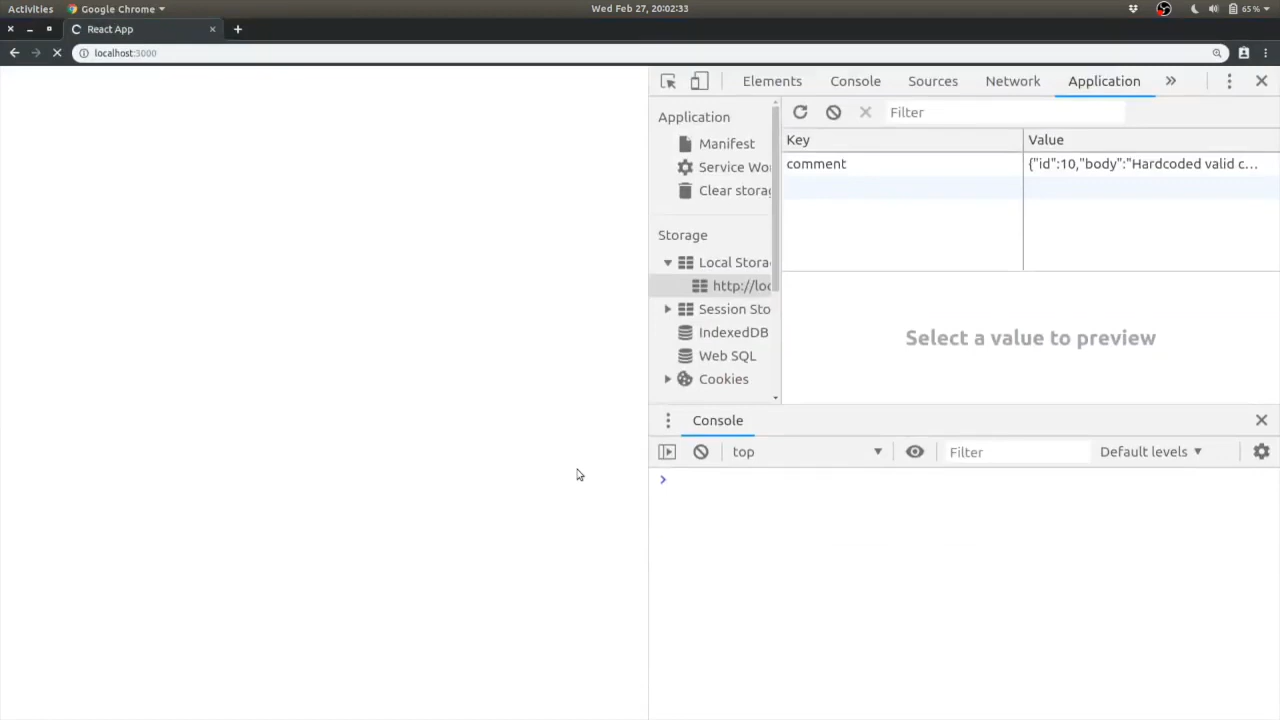 Activities Google Chrome Wed Feb 27, 20:02:33 65 %
React App
localhost:3000
Elements Console Sources Network Application
Application
Manifest
Service Wo
Clear storag
Storage
Local Stora
http://loc
Session Sto
IndexedDB
Web SQL
Cookies
Filter
Key Value
comment {"id":10,"body":"Hardcoded valid c...
Select a value to preview
Console
top Filter Default levels